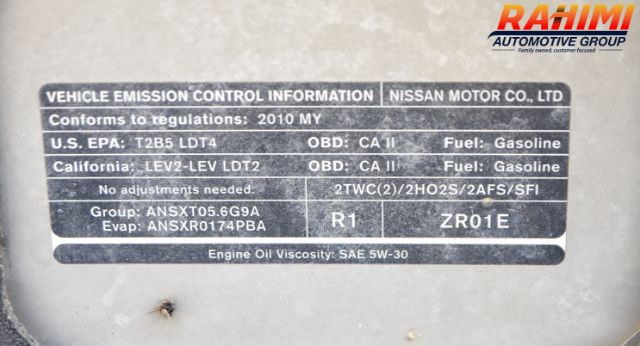 RAHIMI
AUTOMOTIVE GROUP
Family owned, customer focused
VEHICLE EMISSION CONTROL INFORMATION NISSAN MOTOR CO., LTD
Conforms to regulations: 2010 MY
U.S. EPA: T2B5 LDT4 OBD: CA II Fuel: Gasoline
California: LEV2-LEV LDT2 OBD: CA II Fuel: Gasoline
No adjustments needed. 2TWC(2)/2HO2S/2AFS/SFI
Group: ANSXT05.6G9A
Evap: ANSXR0174PBA
R1 ZR01E
Engine Oil Viscosity: SAE 5W-30